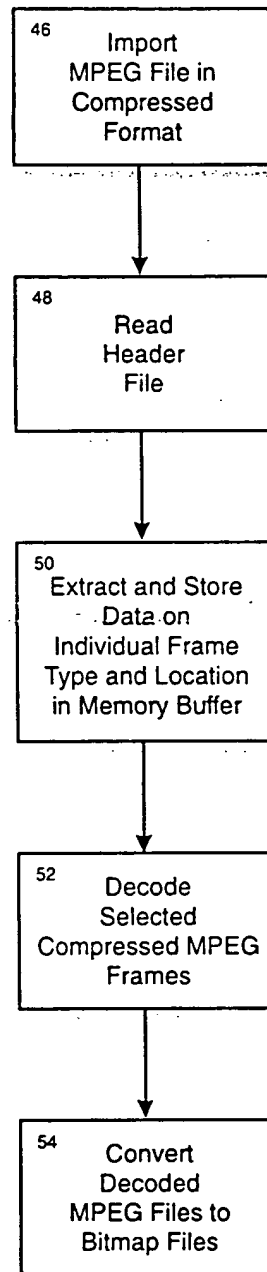 46
Import
MPEG File in
Compressed
Format
48
Read
Header
File
50
Extract and Store
Data on
Individual Frame
Type and Location
in Memory Buffer
52
Decode
Selected
Compressed MPEG
Frames
54
Convert
Decoded
MPEG Files to
Bitmap Files